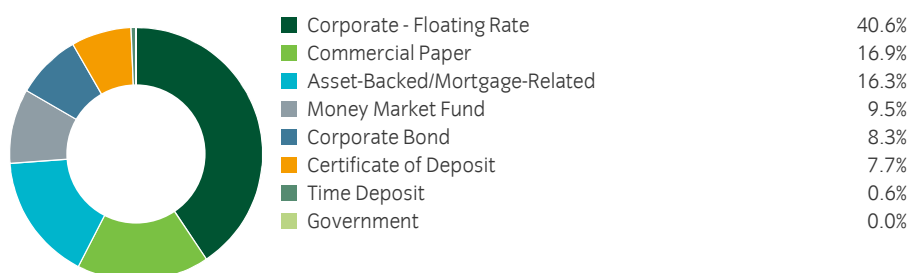 Corporate - Floating Rate 40.6%
Commercial Paper 16.9%
Asset-Backed/Mortgage-Related 16.3%
Money Market Fund 9.5%
Corporate Bond 8.3%
Certificate of Deposit 7.7%
Time Deposit 0.6%
Government 0.0%